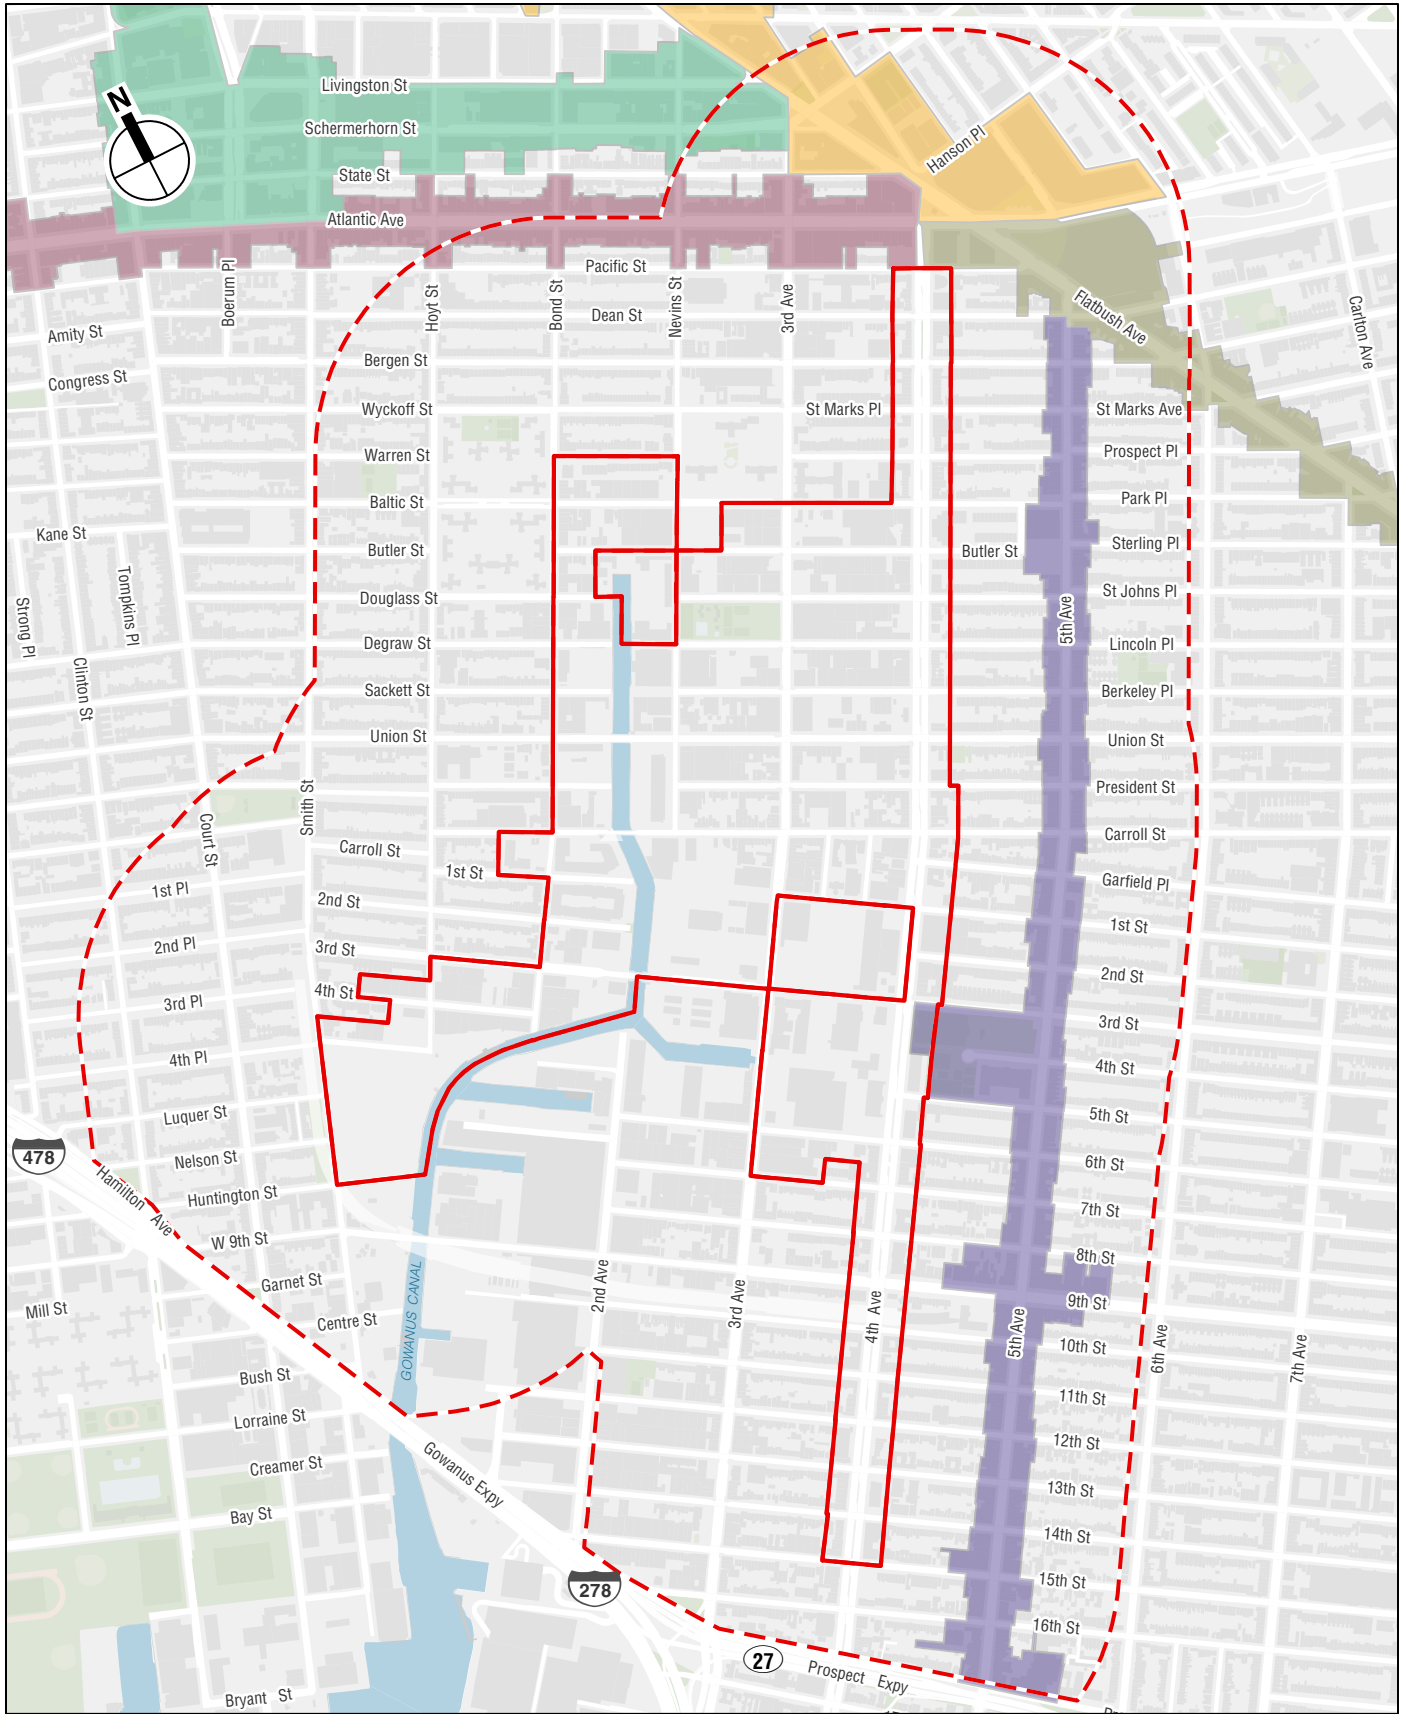 Livingston St
N
Schermerhorn St
Hanson Pl
State St
Atlantic Ave
Pacific St
Boerum Pl
Hoyt St
Bond St
Nevins St
3rd Ave
Dean St
Flatbush Ave
Carlton Ave
Amity St
Bergen St
Congress St
Wyckoff St
St Marks Pl
St Marks Ave
Warren St
Prospect Pl
Baltic St
Park Pl
Kane St
Butler St
Butler St
Sterling Pl
Strong Pl
Tompkins Pl
Douglass St
5th Ave
St Johns Pl
Degraw St
Lincoln Pl
Clinton St
Sackett St
Berkeley Pl
Union St
Union St
Smith St
President St
Court St
Carroll St
Carroll St
1st St
1st Pl
Garfield Pl
2nd St
1st St
2nd Pl
3rd St
2nd St
3rd Pl
4th St
3rd St
4th Pl
4th St
Luquer St
5th St
478
Nelson St
6th St
Hamilton Ave
Huntington St
7th St
W 9th St
8th St
Garnet St
GOWANUS CANAL
2nd Ave
3rd Ave
4th Ave
9th St
Mill St
Centre St
5th Ave
10th St
6th Ave
7th Ave
Bush St
11th St
Lorraine St
12th St
Creamer St
Gowanus Expy
13th St
Bay St
14th St
278
15th St
16th St
27
Prospect Expy
Bryant St